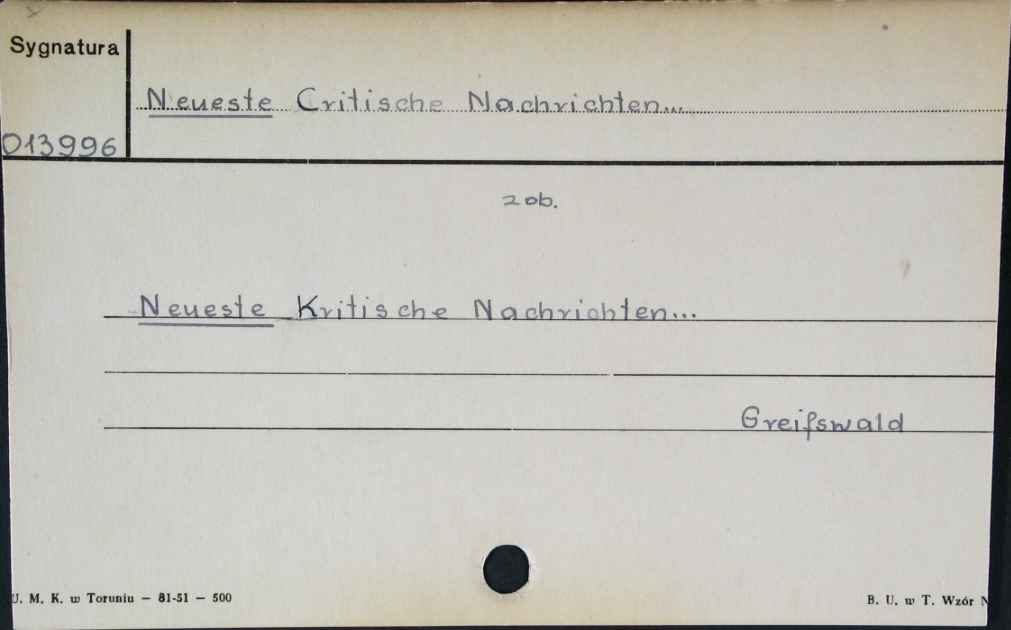 Sygnatura
Neueste Critische Nachrichten...
013996
zob.
Neueste Kritische Nachrichten...
Greifswald
U. M. K. w Toruniu — 81-51 — 500
B. U. w T. Wzór N